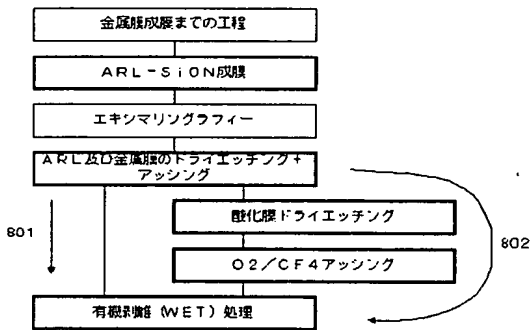 金属膜成膜までの工程
ARL－SiON成膜
エキシマリングラフィー
ARL及び金属膜のドライエッチング＋
アッシング
801
酸化膜ドライエッチング
802
O2／CF4アッシング
有機剥離（WET）処理